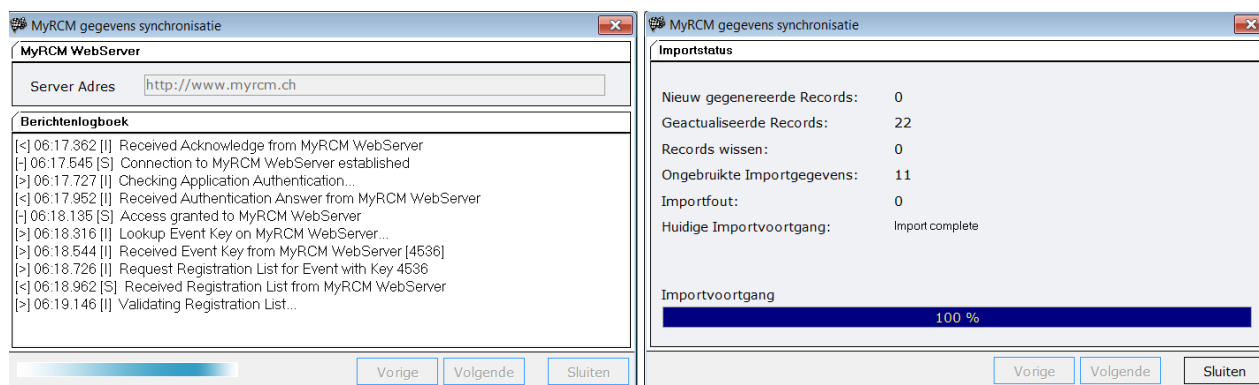 MyRCM gegevens synchronisatie
MyRCM WebServer
Server Adres http://www.myrcm.ch
Berichtenlogboek
[<] 06:17.362 [I] Received Acknowledge from MyRCM WebServer
[-] 06:17.545 [S] Connection to MyRCM WebServer established
[>] 06:17.727 [I] Checking Application Authentication...
[<] 06:17.952 [I] Received Authentication Answer from MyRCM WebServer
[-] 06:18.135 [S] Access granted to MyRCM WebServer
[>] 06:18.316 [I] Lookup Event Key on MyRCM WebServer...
[>] 06:18.544 [I] Received Event Key from MyRCM WebServer [4536]
[>] 06:18.726 [I] Request Registration List for Event with Key 4536
[<] 06:18.962 [S] Received Registration List from MyRCM WebServer
[>] 06:19.146 [I] Validating Registration List...
Vorige Volgende Sluiten
MyRCM gegevens synchronisatie
Importstatus
Nieuw gegenereerde Records: 0
Geactualiseerde Records: 22
Records wissen: 0
Ongebruikte Importgegevens: 11
Importfout: 0
Huidige Importvoortgang: Import complete
Importvoortgang
100 %
Vorige Volgende Sluiten